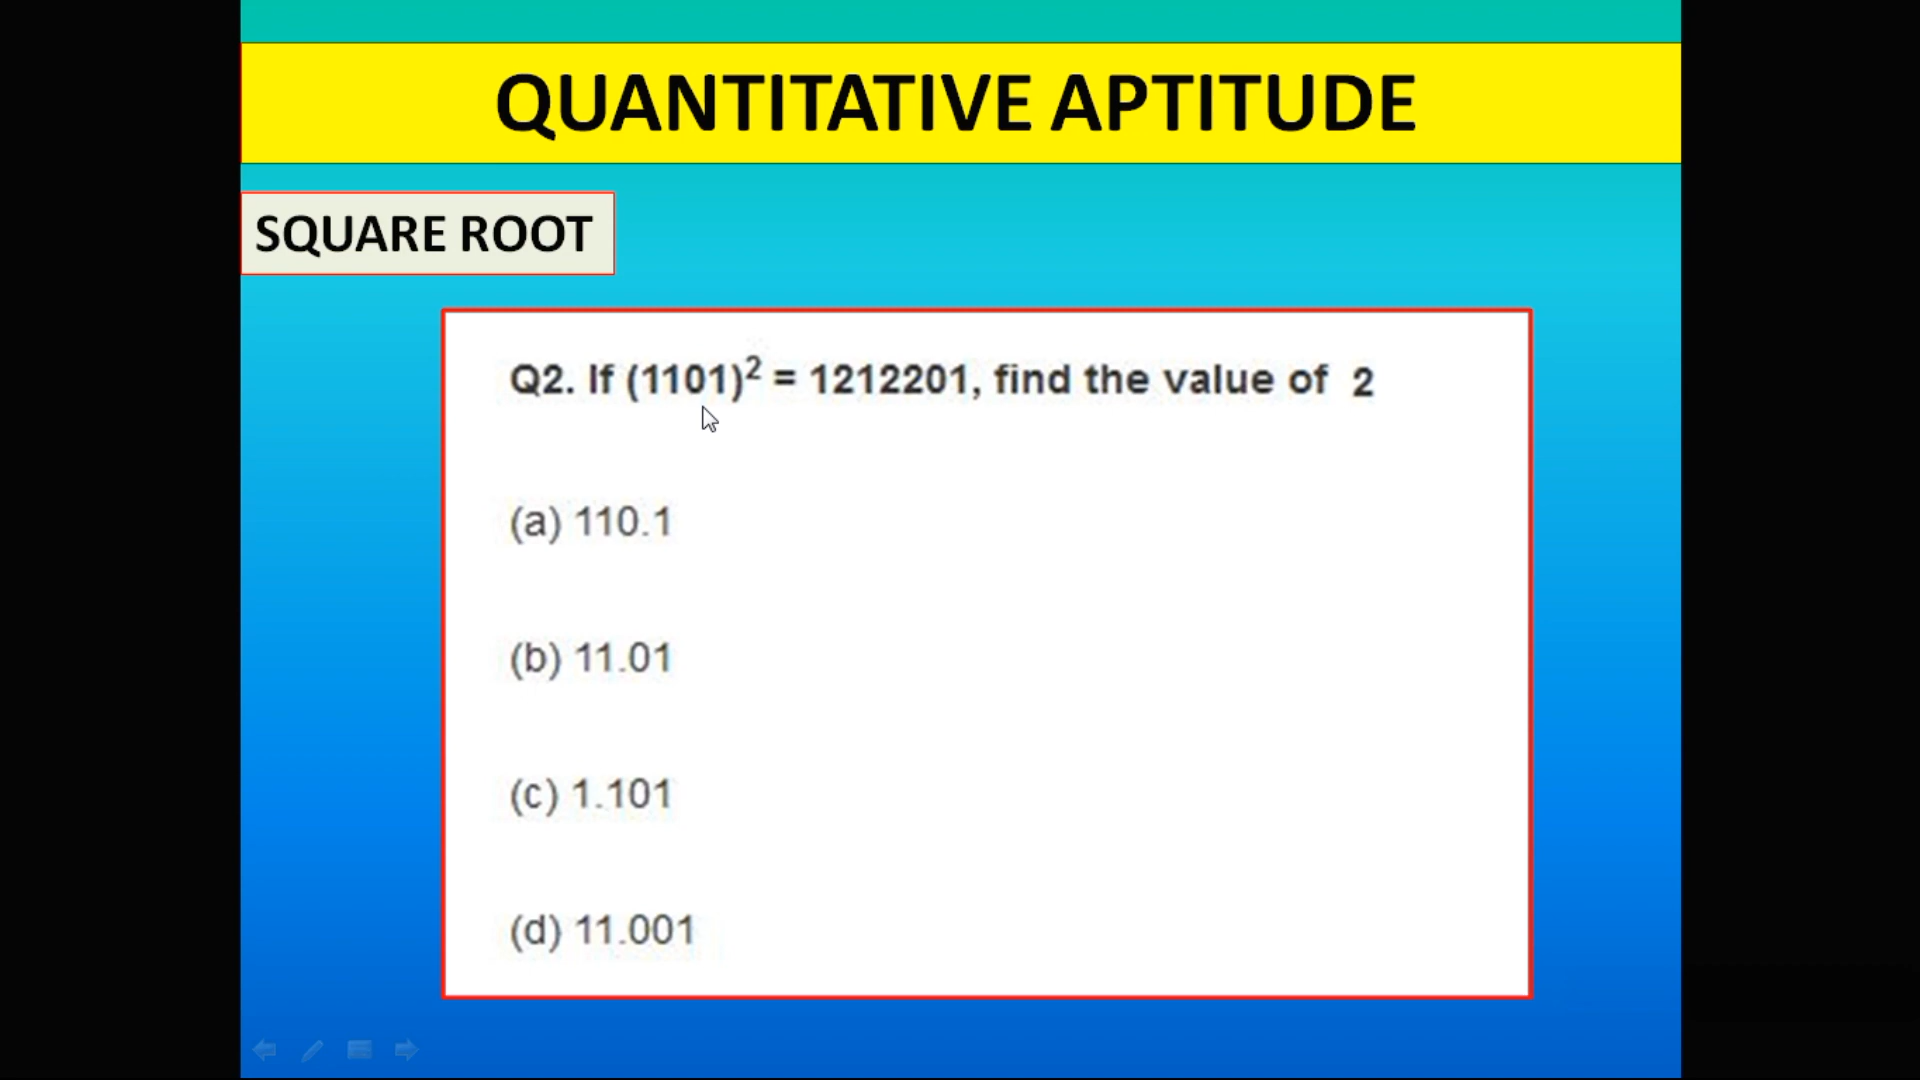 QUANTITATIVE APTITUDE
SQUARE ROOT
Q2. If (1101)² = 1212201, find the value of 2
(a) 110.1
(b) 11.01
(c) 1.101
(d) 11.001